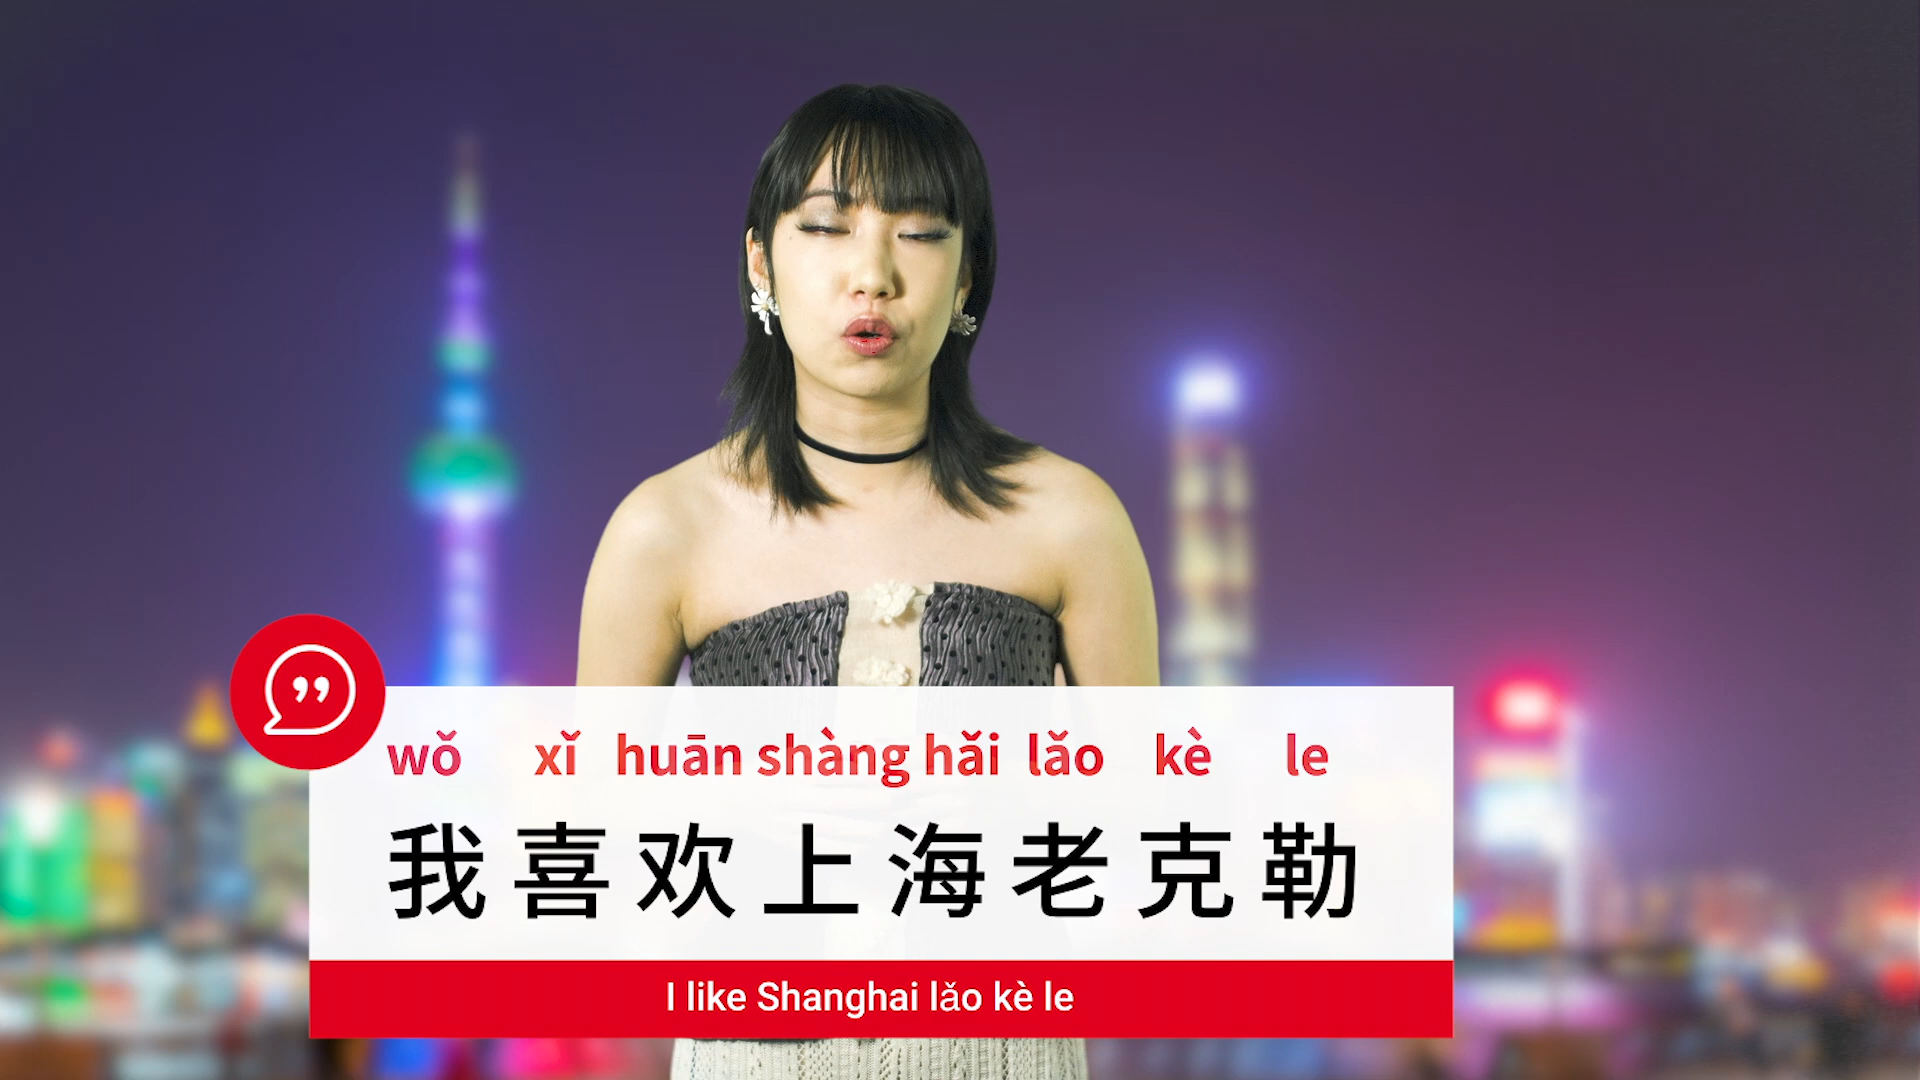 wǒ xǐ huān shàng hǎi lǎo kè le
我喜欢上海老克勒
I like Shanghai lǎo kè le